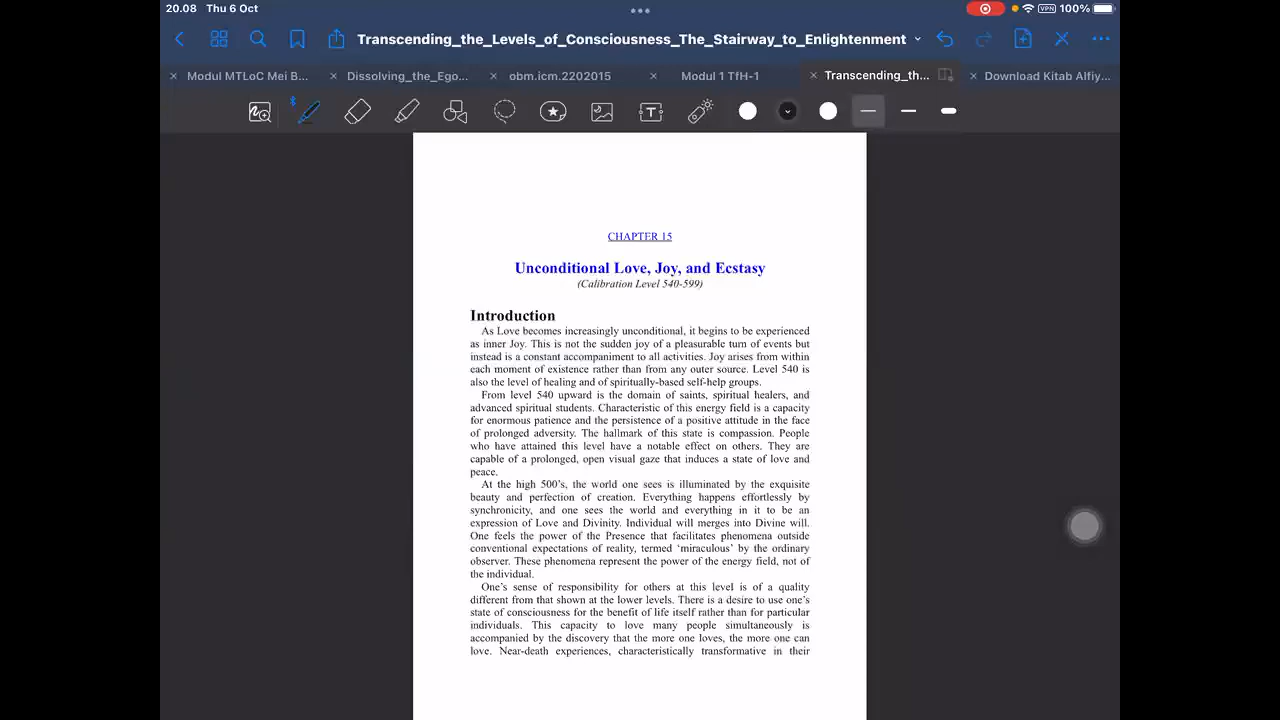 20.08 Thu 6 Oct
VPN 100%
Transcending_the_Levels_of_Consciousness_The_Stairway_to_Enlightenment
Modul MTLoC Mei B...
Dissolving_the_Ego...
obm.icm.2202015
Modul 1 TfH-1
Transcending_th...
Download Kitab Alfiy...
CHAPTER 15
Unconditional Love, Joy, and Ecstasy
(Calibration Level 540-599)
Introduction
As Love becomes increasingly unconditional, it begins to be experienced
as inner Joy. This is not the sudden joy of a pleasurable turn of events but
instead is a constant accompaniment to all activities. Joy arises from within
each moment of existence rather than from any outer source. Level 540 is
also the level of healing and of spiritually-based self-help groups.
From level 540 upward is the domain of saints, spiritual healers, and
advanced spiritual students. Characteristic of this energy field is a capacity
for enormous patience and the persistence of a positive attitude in the face
of prolonged adversity. The hallmark of this state is compassion. People
who have attained this level have a notable effect on others. They are
capable of a prolonged, open visual gaze that induces a state of love and
peace.
At the high 500’s, the world one sees is illuminated by the exquisite
beauty and perfection of creation. Everything happens effortlessly by
synchronicity, and one sees the world and everything in it to be an
expression of Love and Divinity. Individual will merges into Divine will.
One feels the power of the Presence that facilitates phenomena outside
conventional expectations of reality, termed ‘miraculous’ by the ordinary
observer. These phenomena represent the power of the energy field, not of
the individual.
One’s sense of responsibility for others at this level is of a quality
different from that shown at the lower levels. There is a desire to use one’s
state of consciousness for the benefit of life itself rather than for particular
individuals. This capacity to love many people simultaneously is
accompanied by the discovery that the more one loves, the more one can
love. Near-death experiences, characteristically transformative in their